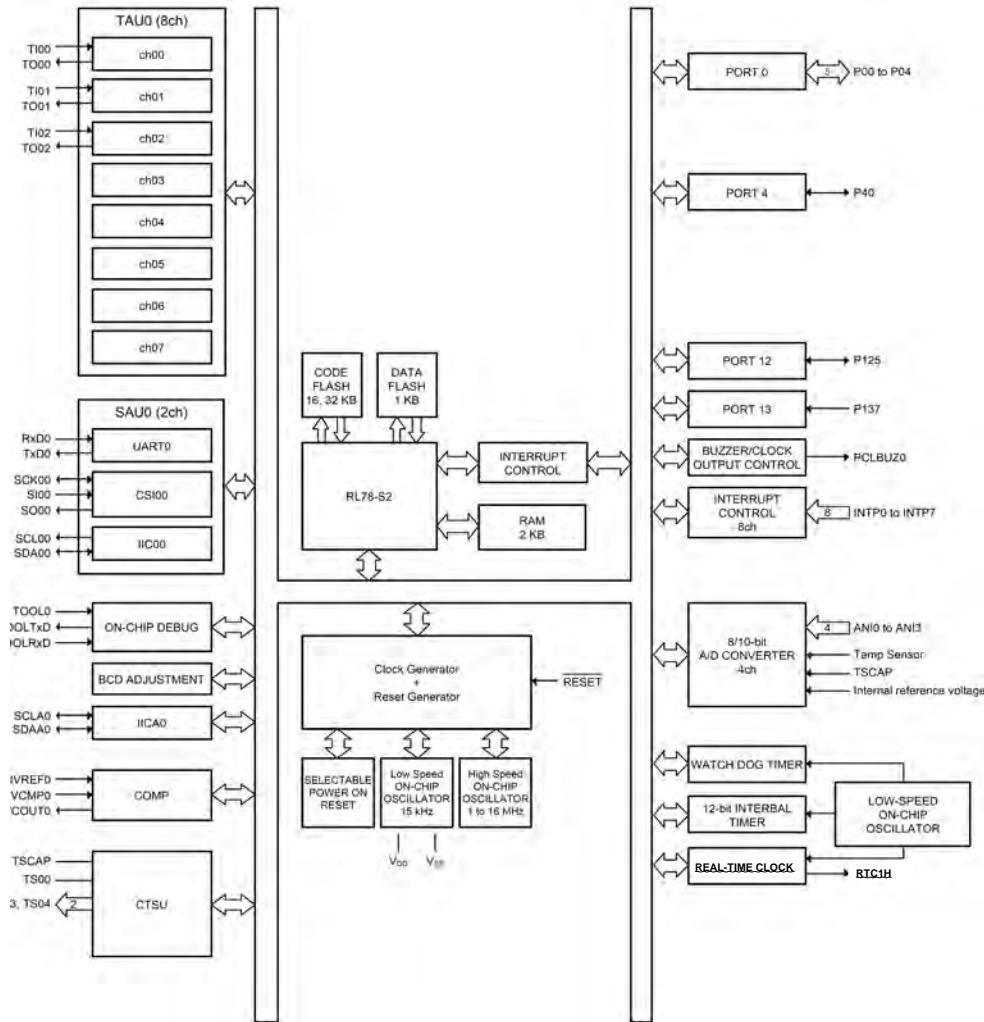 TAU0 (8ch)
TI00
TO00
ch00
TI01
TO01
ch01
TI02
TO02
ch02
ch03
ch04
ch05
ch06
ch07
SAU0 (2ch)
RxD0
TxD0
UART0
SCK00
SI00
SO00
CSI00
SCL00
SDA00
IIC00
TOOL0
OOLTxD
OLRxD
ON-CHIP DEBUG
BCD ADJUSTMENT
SCLA0
SDAA0
IICA0
IVREF0
VCMP0
COUT0
COMP
TSCAP
TS00
3, TS04
2
CTSU
CODE
FLASH
16, 32 KB
DATA
FLASH
1 KB
RL78-S2
INTERRUPT
CONTROL
RAM
2 KB
Clock Generator
+
Reset Generator
RESET
SELECTABLE
POWER ON
RESET
Low Speed
ON-CHIP
OSCILLATOR
15 kHz
High Speed
ON-CHIP
OSCILLATOR
1 to 16 MHz
VDD
VSS
PORT 0
5
P00 to P04
PORT 4
P40
PORT 12
P125
PORT 13
P137
BUZZER/CLOCK
OUTPUT CONTROL
PCLBUZ0
INTERRUPT
CONTROL
8ch
8
INTP0 to INTP7
8/10-bit
A/D CONVERTER
4ch
4
ANI0 to ANI3
Temp Sensor
TSCAP
Internal reference voltage
WATCH DOG TIMER
12-bit INTERBAL
TIMER
LOW-SPEED
ON-CHIP
OSCILLATOR
REAL-TIME CLOCK
RTC1H